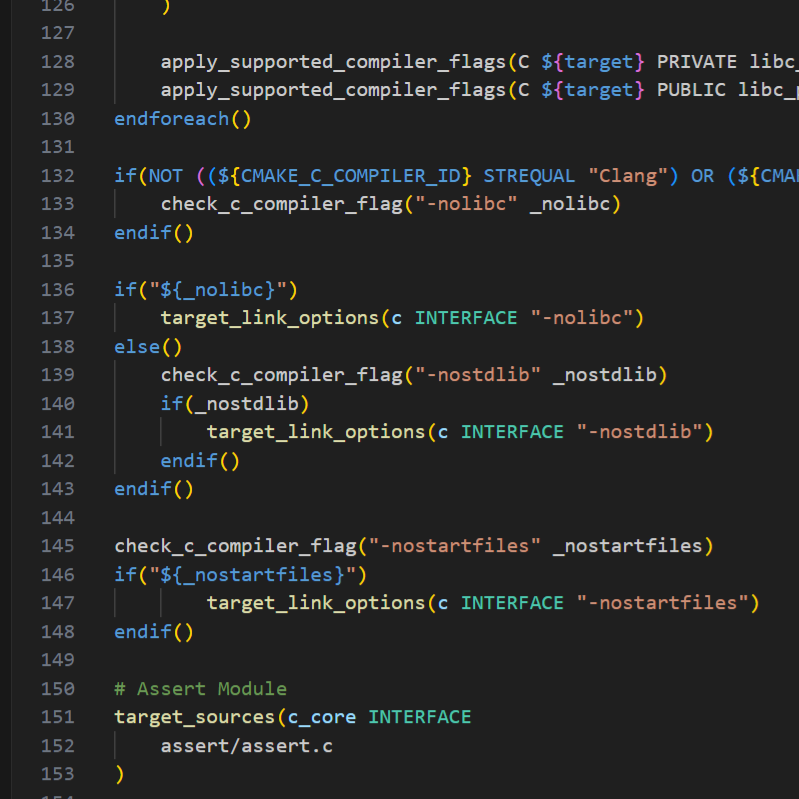 126         )
127
128     apply_supported_compiler_flags(C ${target} PRIVATE libc_
129     apply_supported_compiler_flags(C ${target} PUBLIC libc_
130 endforeach()
131
132 if(NOT ((${CMAKE_C_COMPILER_ID} STREQUAL "Clang") OR (${CMA
133     check_c_compiler_flag("-nolibc" _nolibc)
134 endif()
135
136 if("${_nolibc}")
137     target_link_options(c INTERFACE "-nolibc")
138 else()
139     check_c_compiler_flag("-nostdlib" _nostdlib)
140     if(_nostdlib)
141         target_link_options(c INTERFACE "-nostdlib")
142     endif()
143 endif()
144
145 check_c_compiler_flag("-nostartfiles" _nostartfiles)
146 if("${_nostartfiles}")
147         target_link_options(c INTERFACE "-nostartfiles")
148 endif()
149
150 # Assert Module
151 target_sources(c_core INTERFACE
152     assert/assert.c
153 )